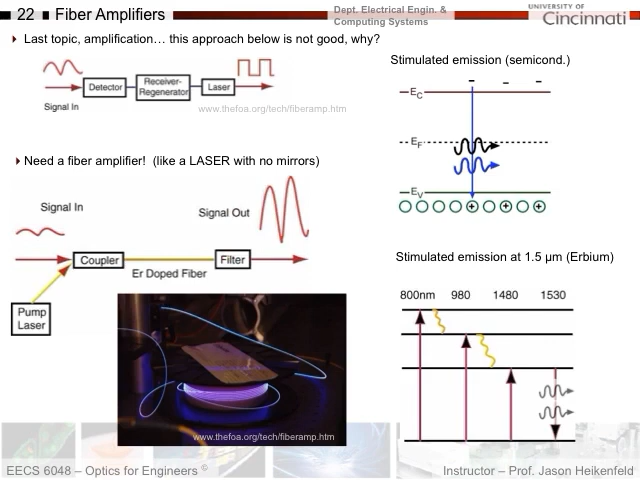 22 Fiber Amplifiers
Dept. Electrical Engin. &
Computing Systems
UNIVERSITY OF
Cincinnati
Last topic, amplification… this approach below is not good, why?
Signal In
Detector
Receiver-
Regenerator
Laser
www.thefoa.org/tech/fiberamp.htm
Need a fiber amplifier! (like a LASER with no mirrors)
Signal In
Signal Out
Coupler
Er Doped Fiber
Filter
Pump
Laser
www.thefoa.org/tech/fiberamp.htm
Stimulated emission (semicond.)
- - -
EC
EF
EV
+ + +
Stimulated emission at 1.5 µm (Erbium)
800nm 980 1480 1530
EECS 6048 – Optics for Engineers ©
Instructor – Prof. Jason Heikenfeld